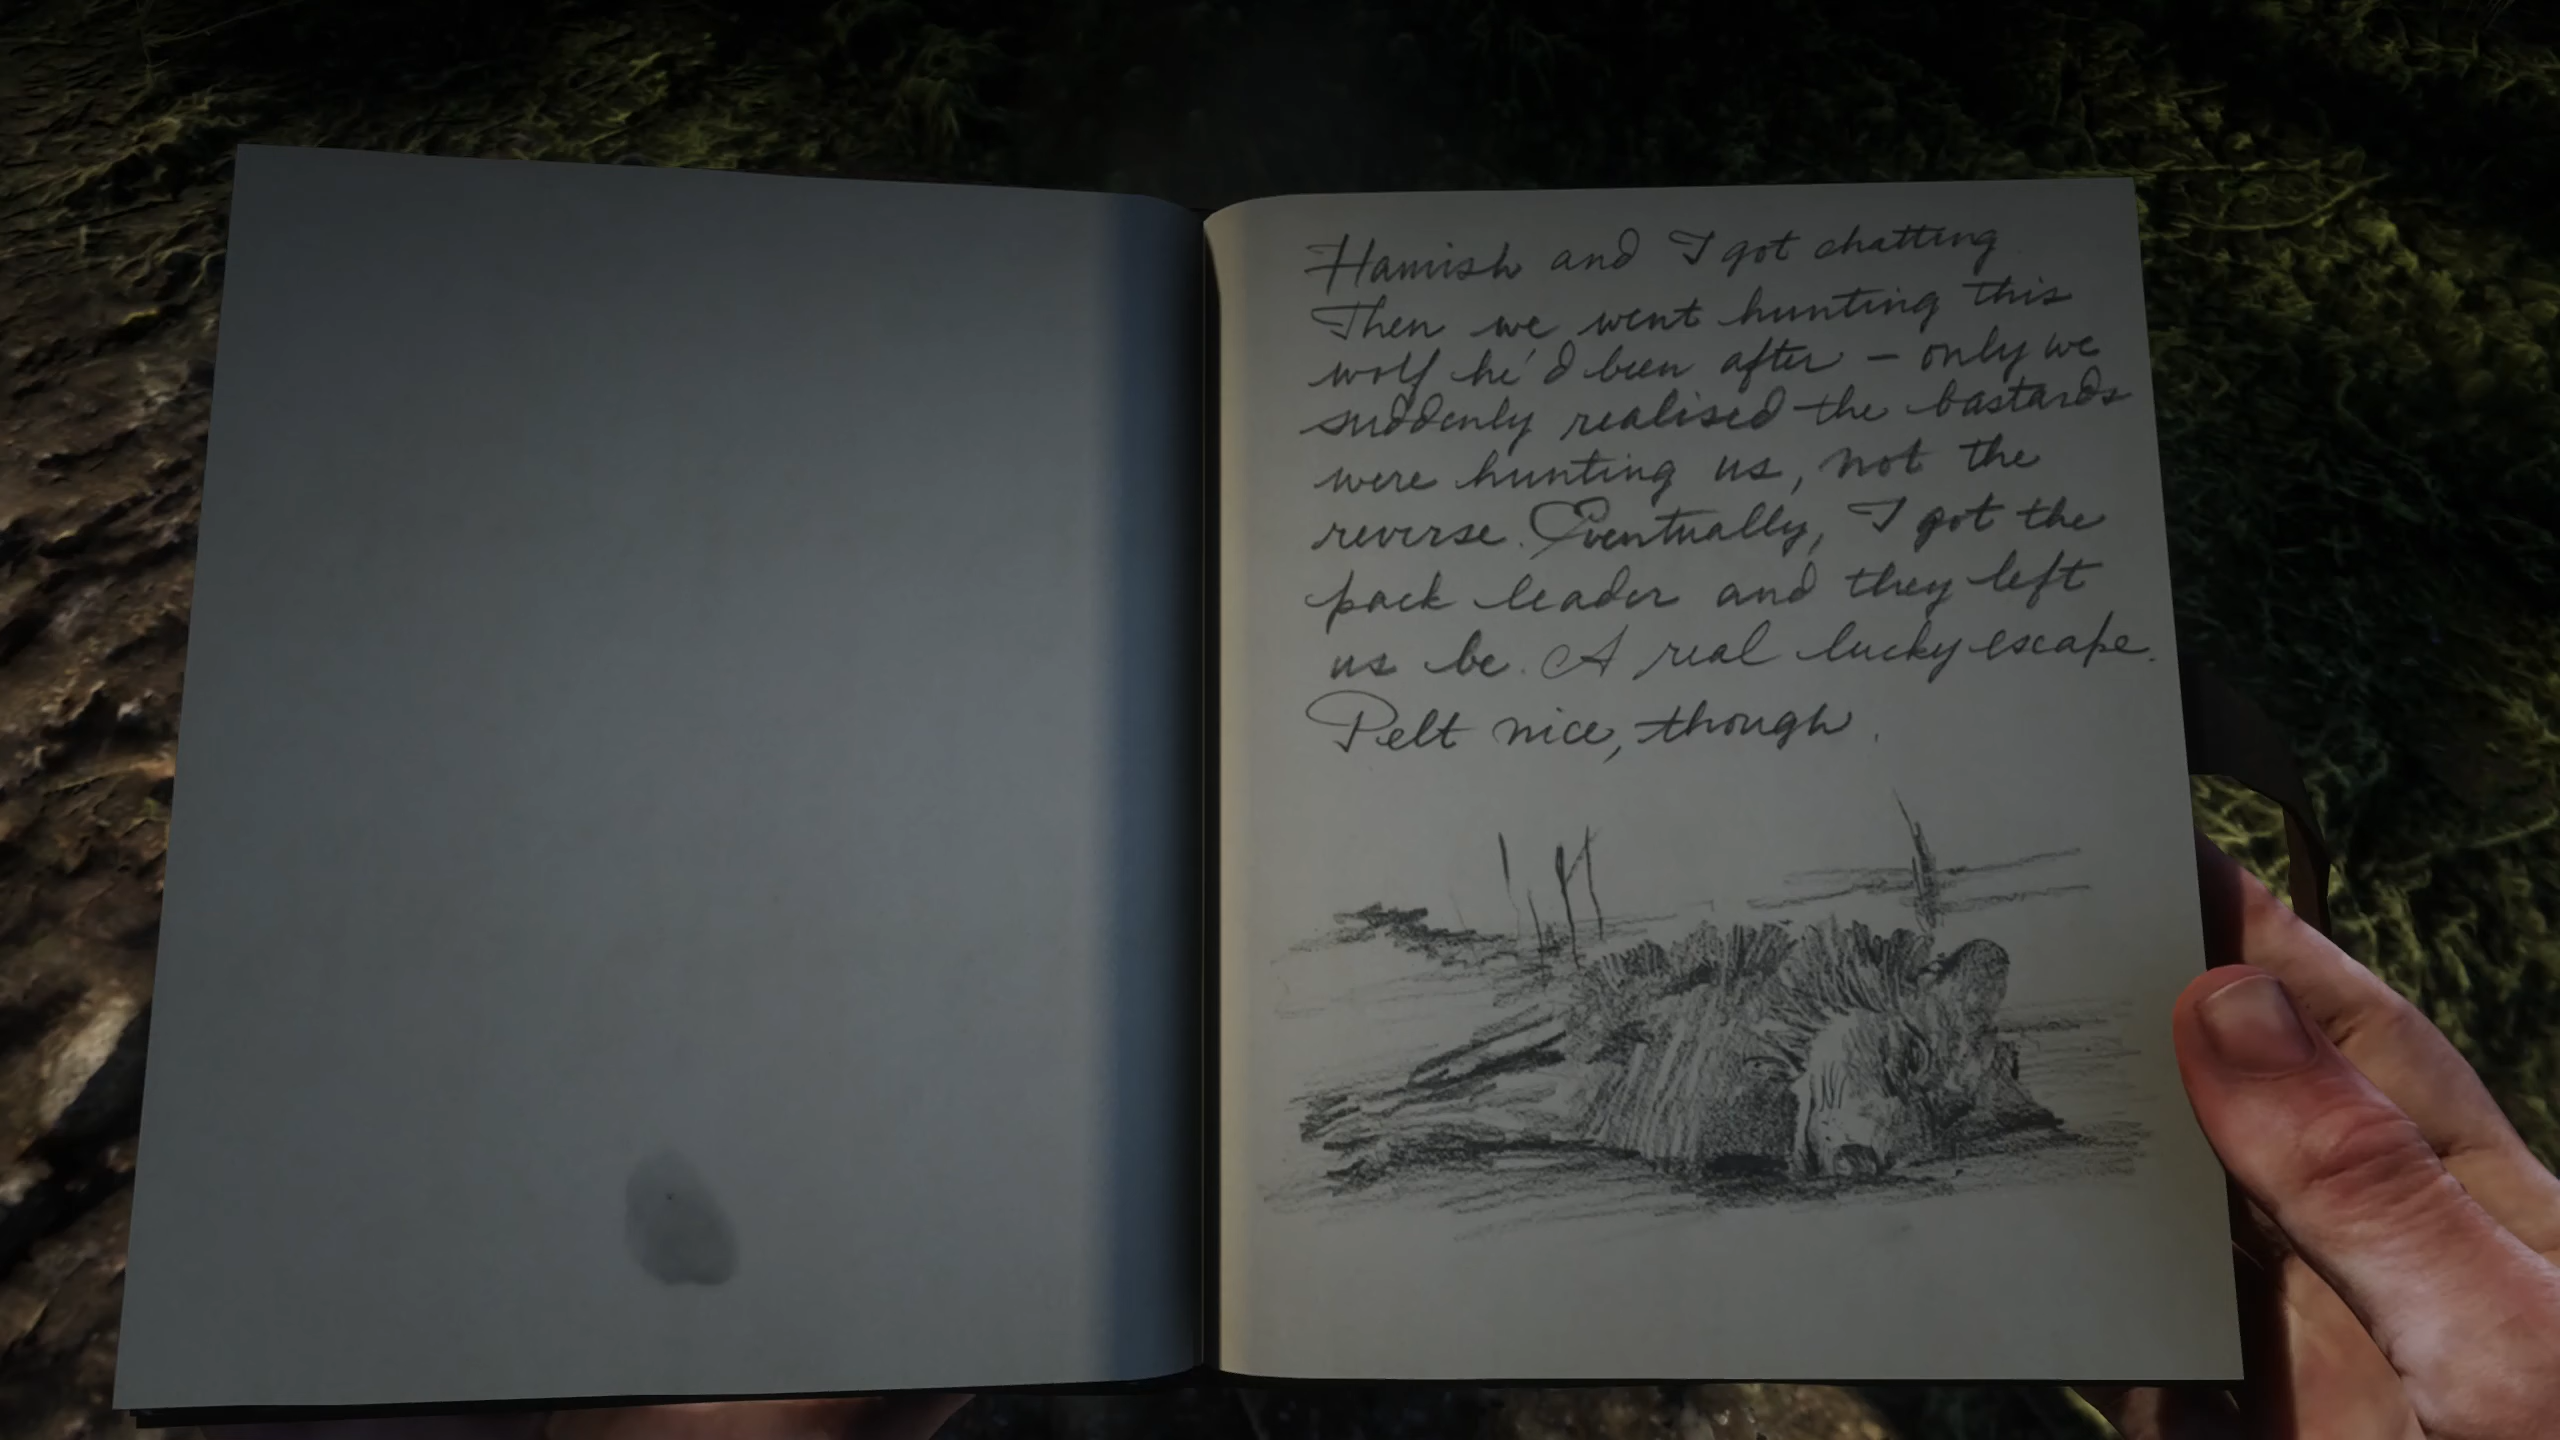 Hamish and I got chatting
Then we went hunting this
wolf he'd been after – only we
suddenly realised the bastards
were hunting us, not the
reverse. Eventually, I got the
pack leader and they left
us be. A real lucky escape.
Pelt nice, though.